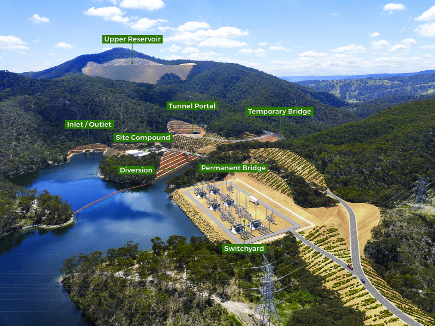 Upper Reservoir
Tunnel Portal
Temporary Bridge
Inlet / Outlet
Site Compound
Diversion
Permanent Bridge
Switchyard